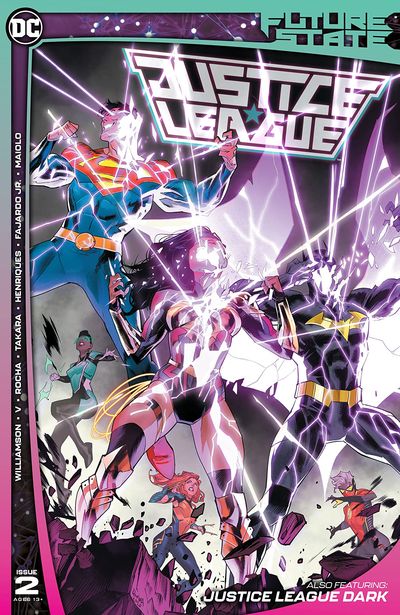 DC
FUTURE
STATE
JUSTICE
LEAGUE
WILLIAMSON • V • ROCHA • TAKARA • HENRIQUES • FAJARDO JR. • MAIOLO
ISSUE
2
AGES 13+
ALSO FEATURING:
JUSTICE LEAGUE DARK